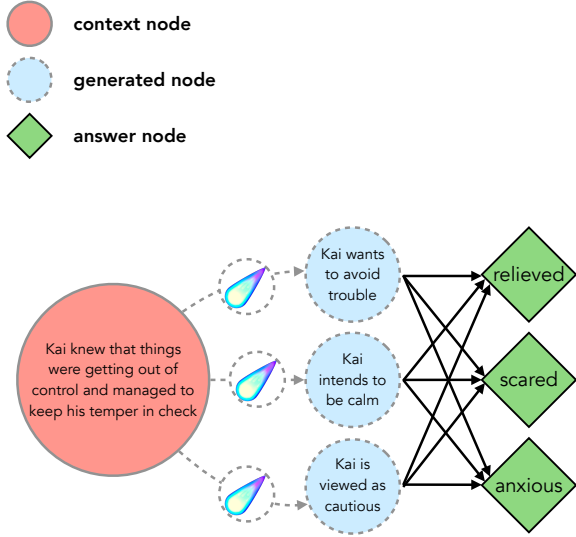 context node
generated node
answer node
Kai knew that things
were getting out of
control and managed to
keep his temper in check
Kai wants
to avoid
trouble
Kai
intends to
be calm
Kai is
viewed as
cautious
relieved
scared
anxious